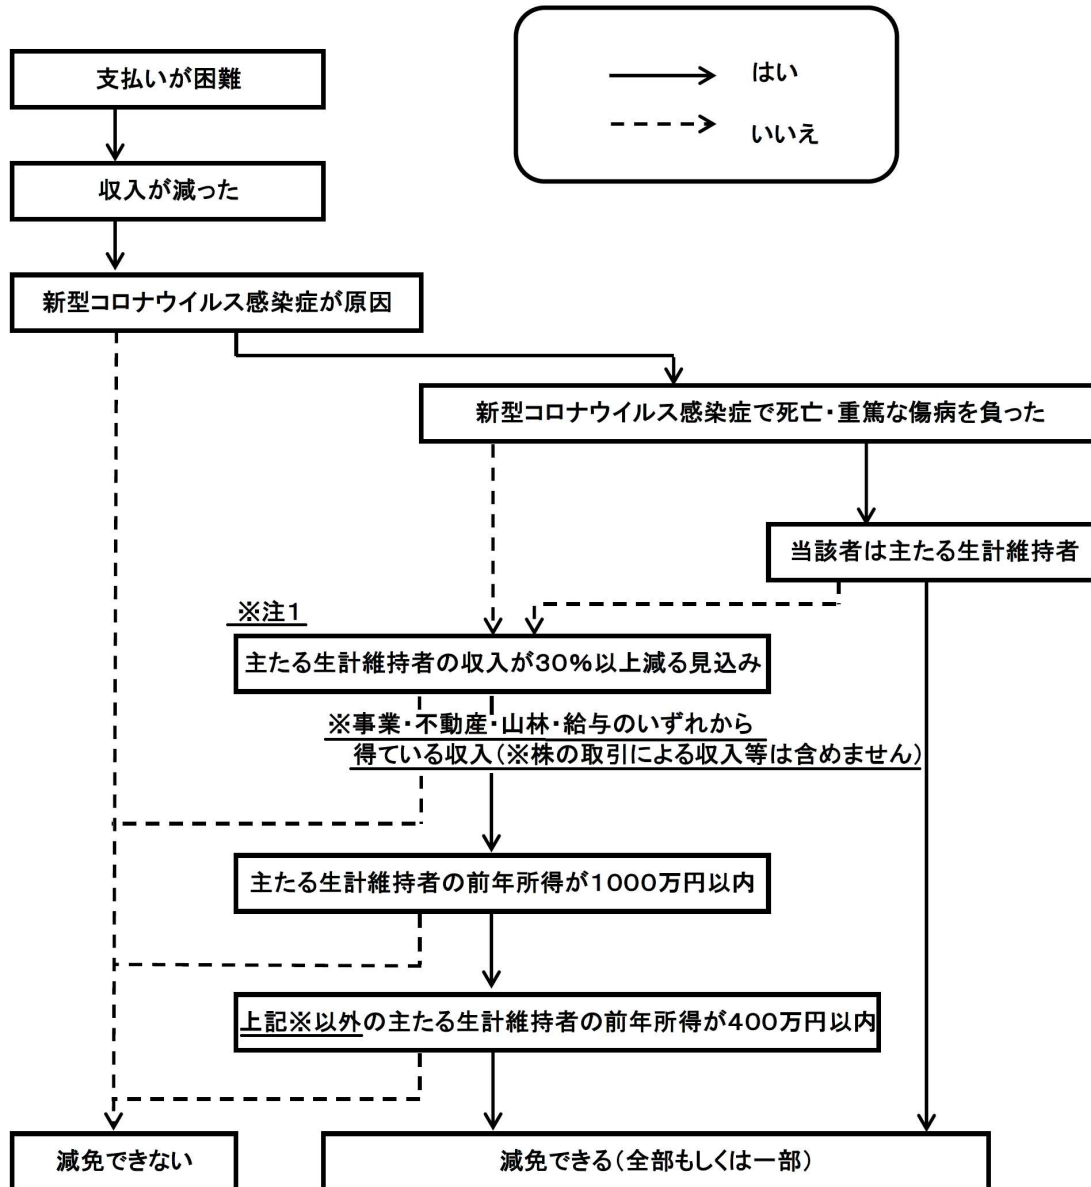 はい
いいえ
支払いが困難
収入が減った
新型コロナウイルス感染症が原因
新型コロナウイルス感染症で死亡・重篤な傷病を負った
当該者は主たる生計維持者
※注1
主たる生計維持者の収入が30%以上減る見込み
※事業・不動産・山林・給与のいずれから
得ている収入(※株の取引による収入等は含めません)
主たる生計維持者の前年所得が1000万円以内
上記※以外の主たる生計維持者の前年所得が400万円以内
減免できない
減免できる(全部もしくは一部)